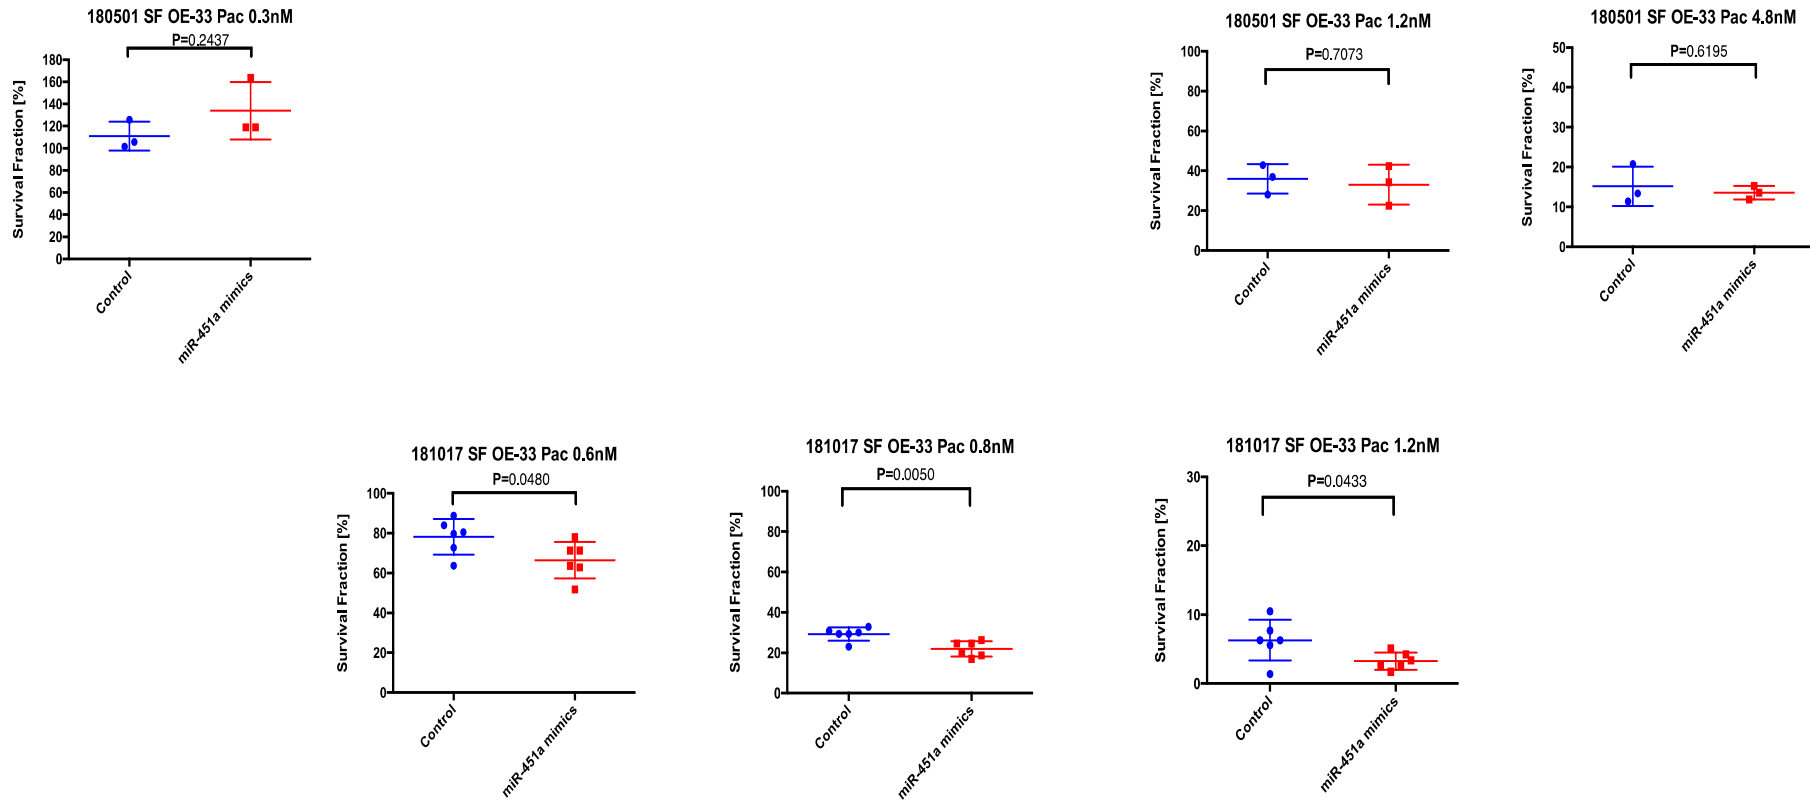 180501 SF OE-33 Pac 0.3nM
P=0.2437
Survival Fraction [%]
180
160
140
120
100
80
60
40
20
0
Control
miR-451a mimics
180501 SF OE-33 Pac 1.2nM
P=0.7073
Survival Fraction [%]
100
80
60
40
20
0
Control
miR-451a mimics
180501 SF OE-33 Pac 4.8nM
P=0.6195
Survival Fraction [%]
50
40
30
20
10
0
Control
miR-451a mimics
181017 SF OE-33 Pac 0.6nM
P=0.0480
Survival Fraction [%]
100
80
60
40
20
0
Control
miR-451a mimics
181017 SF OE-33 Pac 0.8nM
P=0.0050
Survival Fraction [%]
100
80
60
40
20
0
Control
miR-451a mimics
181017 SF OE-33 Pac 1.2nM
P=0.0433
Survival Fraction [%]
30
20
10
0
Control
miR-451a mimics